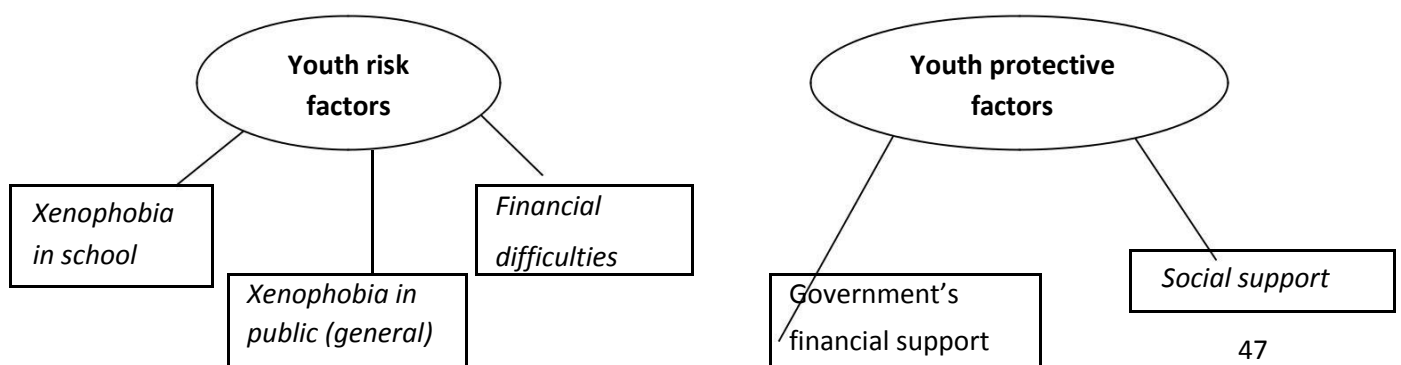 Youth risk
factors
Xenophobia
in school
Xenophobia in
public (general)
Financial
difficulties
Youth protective
factors
Government’s
financial support
Social support
47